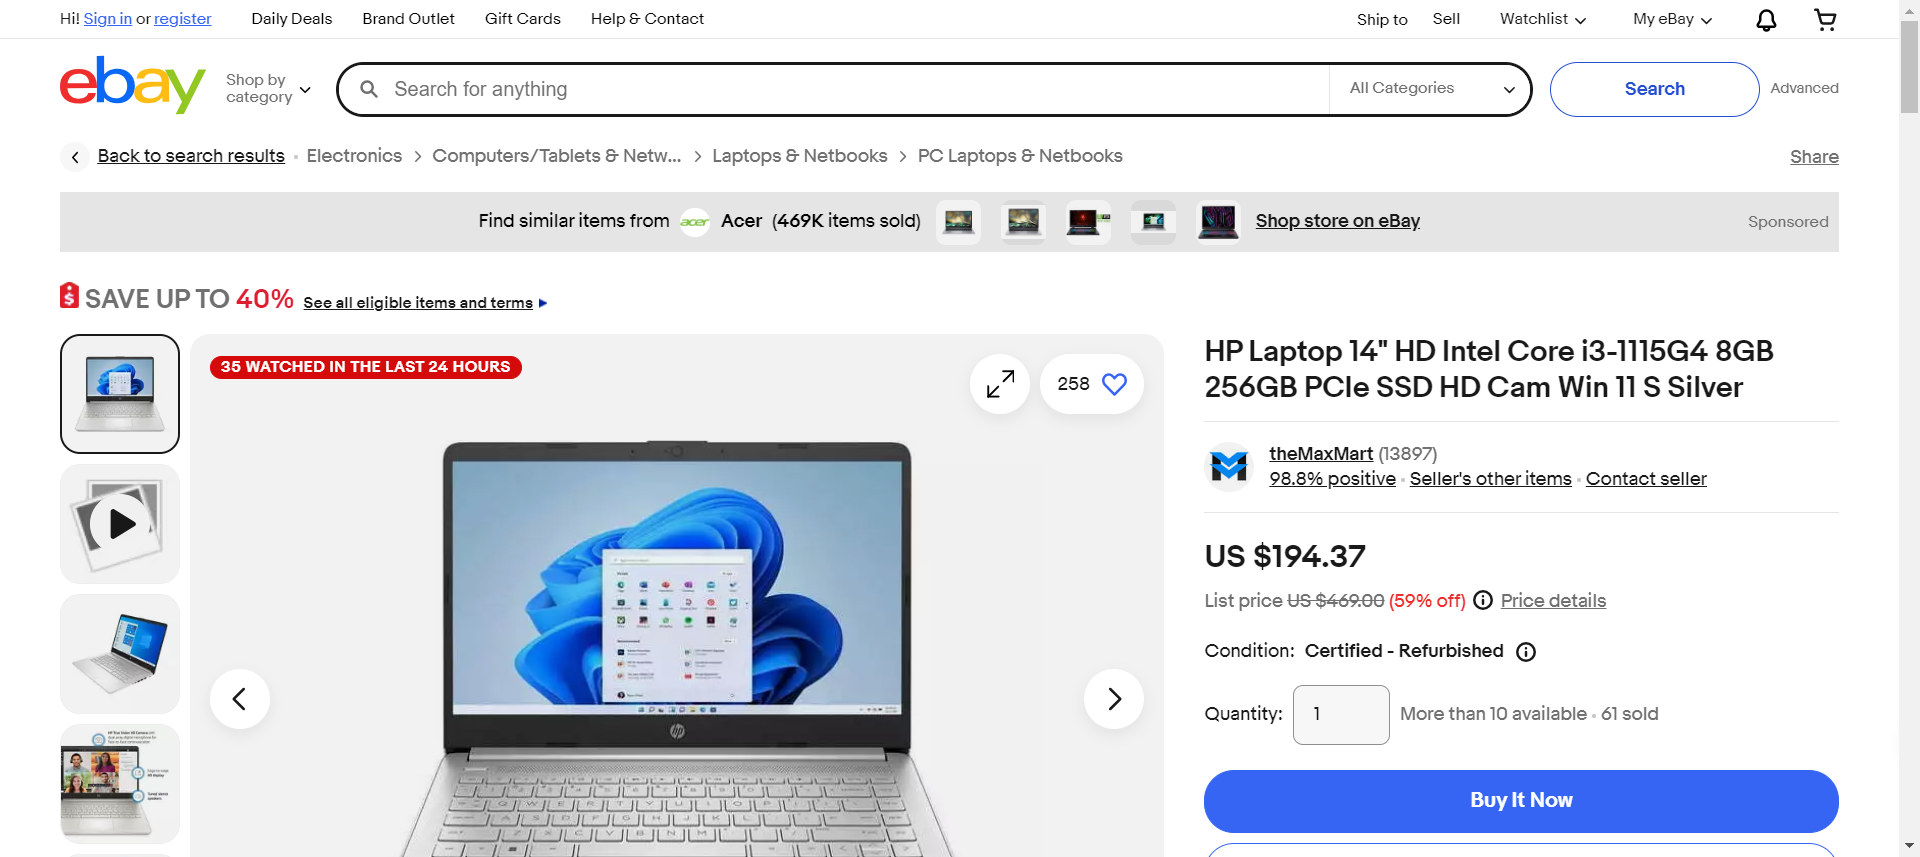 Hi! Sign in or register Daily Deals Brand Outlet Gift Cards Help & Contact Ship to Sell Watchlist My eBay
ebay Shop by category Search for anything All Categories Search Advanced
Back to search results Electronics Computers/Tablets & Netw... Laptops & Netbooks PC Laptops & Netbooks Share
Find similar items from acer Acer (469K items sold) Shop store on eBay Sponsored
SAVE UP TO 40% See all eligible items and terms
35 WATCHED IN THE LAST 24 HOURS
258
HP Laptop 14" HD Intel Core i3-1115G4 8GB
256GB PCIe SSD HD Cam Win 11 S Silver
theMaxMart (13897)
98.8% positive Seller's other items Contact seller
US $194.37
List price US $469.00 (59% off) Price details
Condition: Certified - Refurbished
Quantity: 1 More than 10 available 61 sold
Buy It Now
hp